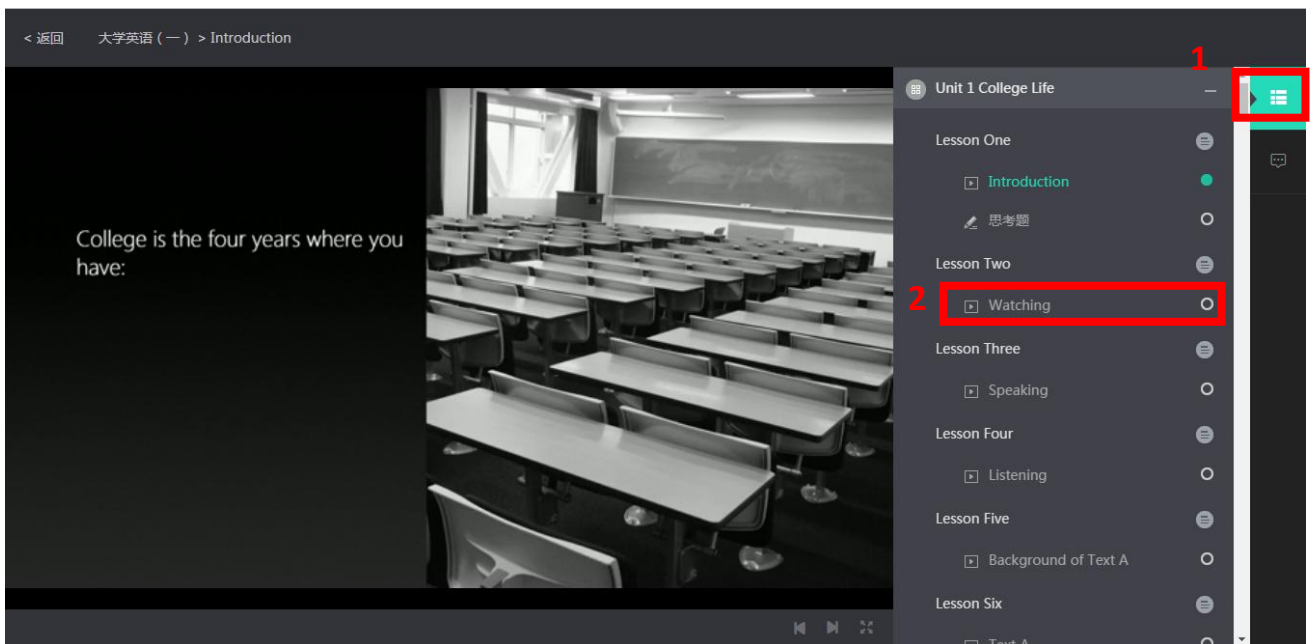 < 返回 大学英语 ( 一 ) > Introduction
1
College is the four years where you
have:
Unit 1 College Life
Lesson One
Introduction
思考题
Lesson Two
2 Watching
Lesson Three
Speaking
Lesson Four
Listening
Lesson Five
Background of Text A
Lesson Six
Text A